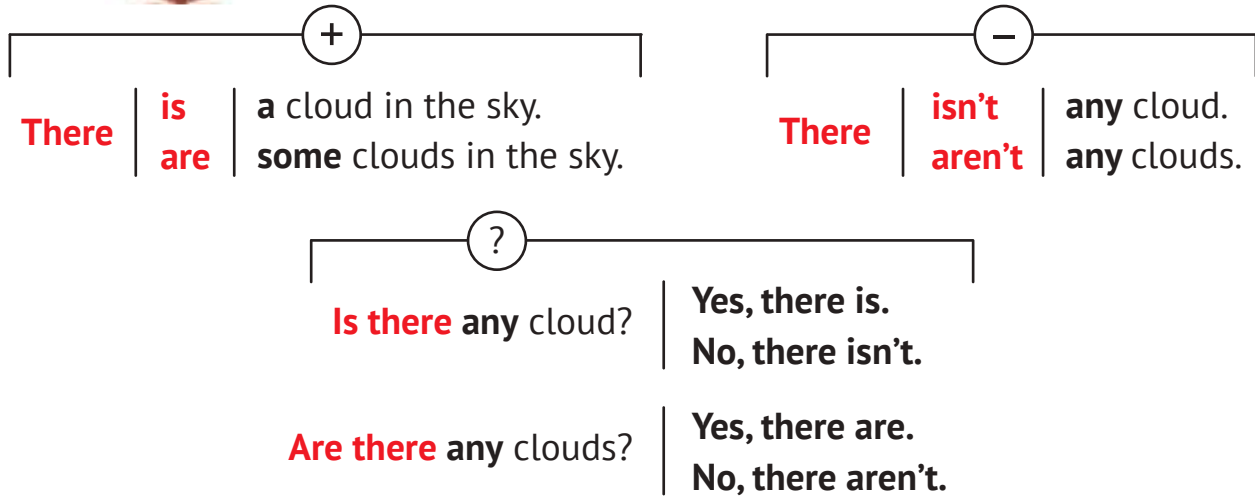 +
There is a cloud in the sky.
are some clouds in the sky.
–
There isn't any cloud.
aren't any clouds.
?
Is there any cloud? Yes, there is.
No, there isn't.
Are there any clouds? Yes, there are.
No, there aren't.